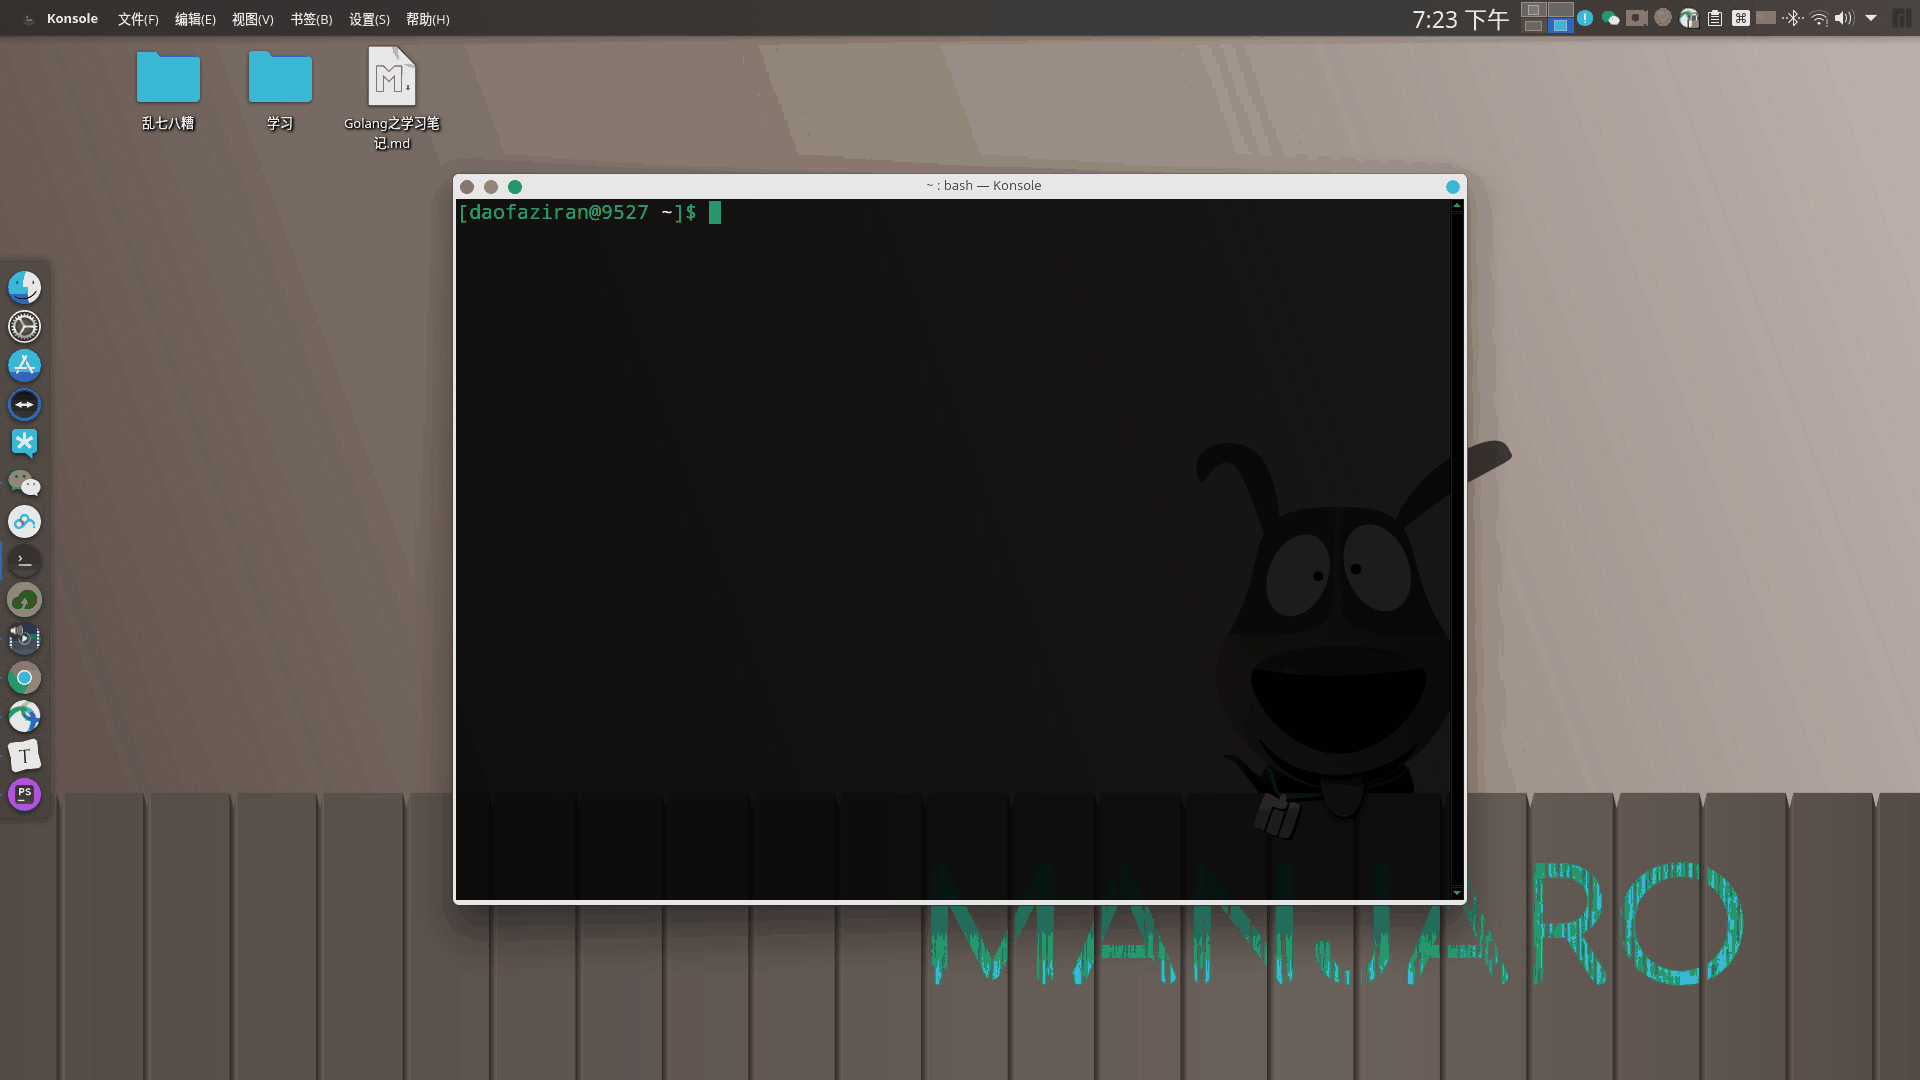 Konsole 文件(F) 编辑(E) 视图(V) 书签(B) 设置(S) 帮助(H) 7:23 下午
乱七八糟
学习
Golang之学习笔
记.md
~ : bash — Konsole
[daofaziran@9527 ~]$
T
PS
MANJARO